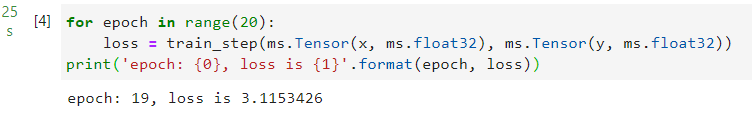 25 [4] for epoch in range(20):
s loss = train_step(ms.Tensor(x, ms.float32), ms.Tensor(y, ms.float32))
print('epoch: {0}, loss is {1}'.format(epoch, loss))
epoch: 19, loss is 3.1153426